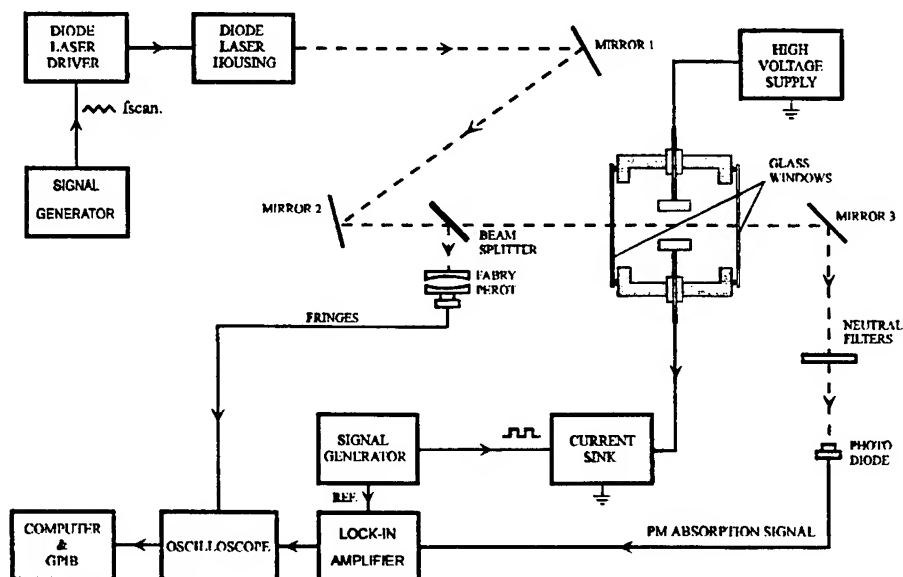 DIODE
LASER
DRIVER
DIODE
LASER
HOUSING
MIRROR 1
HIGH
VOLTAGE
SUPPLY
fscan.
SIGNAL
GENERATOR
GLASS
WINDOWS
MIRROR 2
BEAM
SPLITTER
MIRROR 3
FABRY
PEROT
FRINGES
NEUTRAL
FILTERS
SIGNAL
GENERATOR
CURRENT
SINK
PHOTO
DIODE
REF.
COMPUTER
&
GPIB
OSCILLOSCOPE
LOCK-IN
AMPLIFIER
PM ABSORPTION SIGNAL